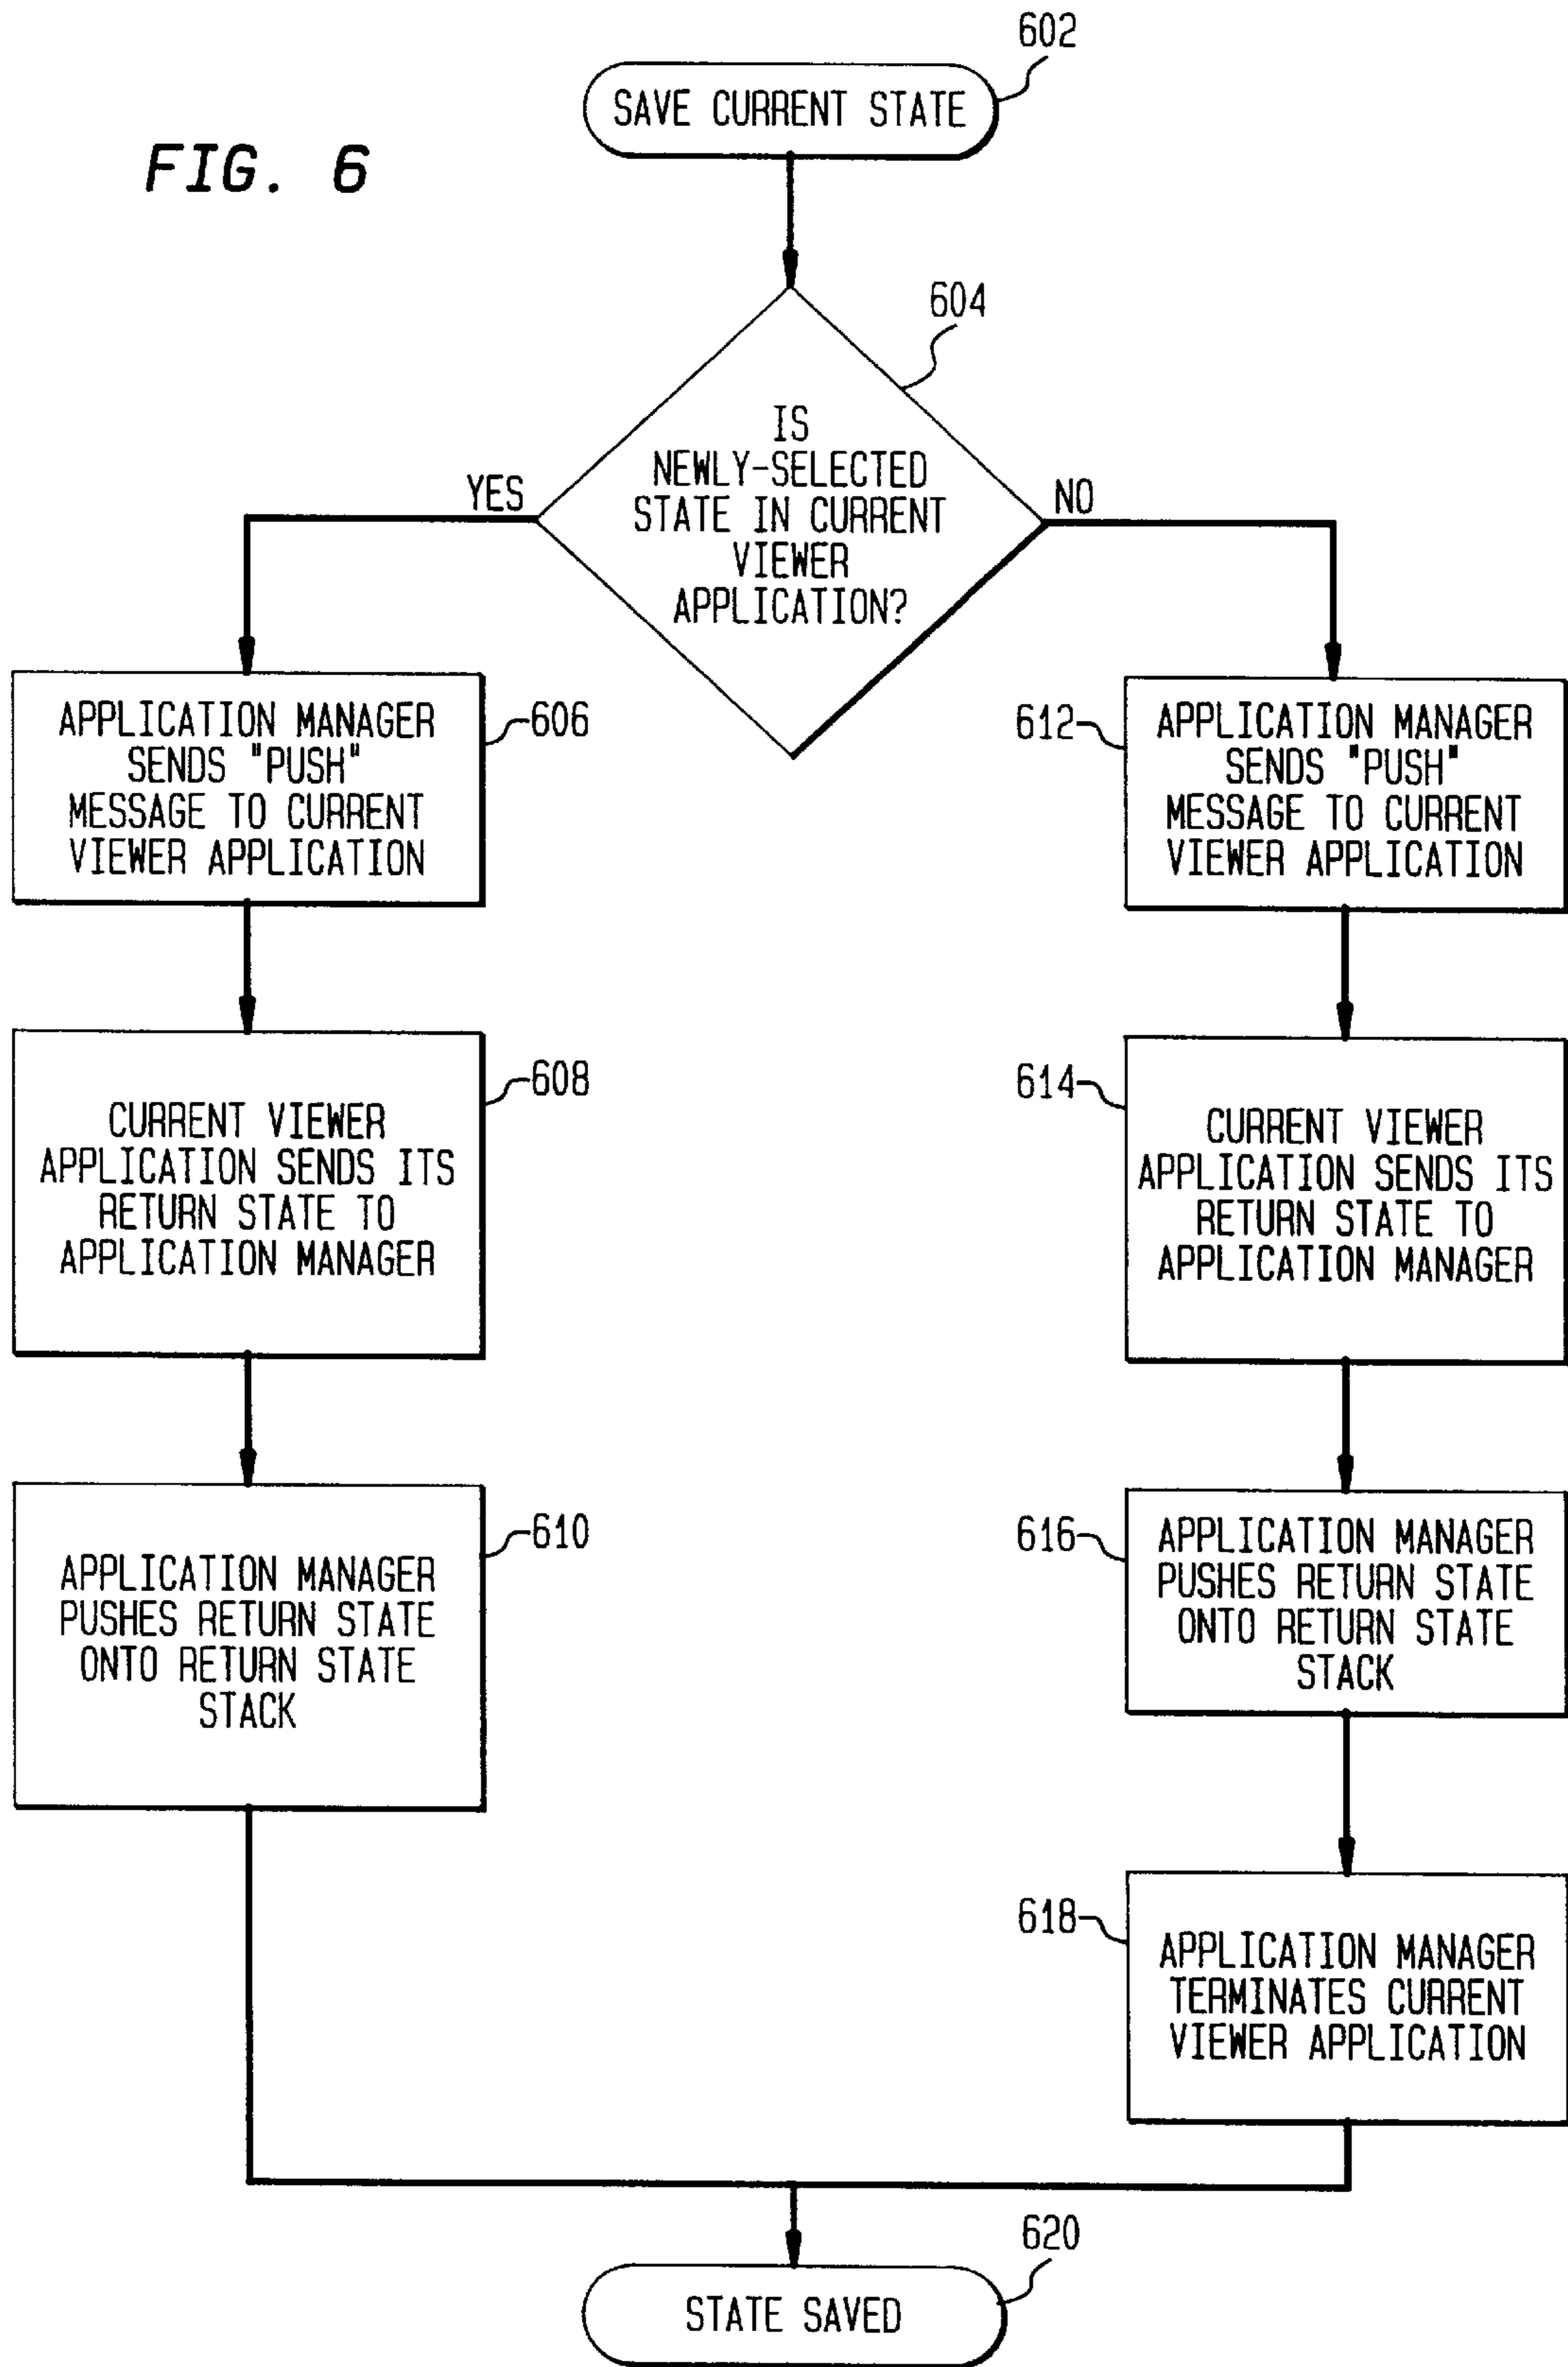 FIG. 6
602
SAVE CURRENT STATE
604
IS
NEWLY-SELECTED
STATE IN CURRENT
VIEWER
APPLICATION?
YES
NO
APPLICATION MANAGER
SENDS "PUSH"
MESSAGE TO CURRENT
VIEWER APPLICATION
606
CURRENT VIEWER
APPLICATION SENDS ITS
RETURN STATE TO
APPLICATION MANAGER
608
APPLICATION MANAGER
PUSHES RETURN STATE
ONTO RETURN STATE
STACK
610
612
APPLICATION MANAGER
SENDS "PUSH"
MESSAGE TO CURRENT
VIEWER APPLICATION
614
CURRENT VIEWER
APPLICATION SENDS ITS
RETURN STATE TO
APPLICATION MANAGER
616
APPLICATION MANAGER
PUSHES RETURN STATE
ONTO RETURN STATE
STACK
618
APPLICATION MANAGER
TERMINATES CURRENT
VIEWER APPLICATION
620
STATE SAVED